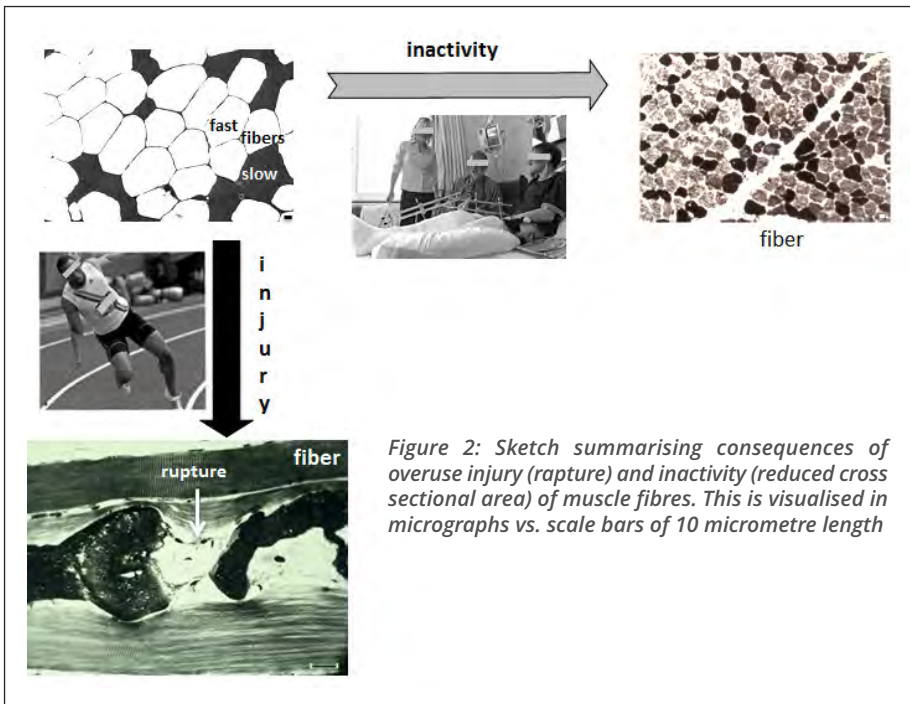 inactivity
fast
fibers
slow
fiber
i
n
j
u
r
y
fiber
rupture
Figure 2: Sketch summarising consequences of
overuse injury (rapture) and inactivity (reduced cross
sectional area) of muscle fibres. This is visualised in
micrographs vs. scale bars of 10 micrometre length